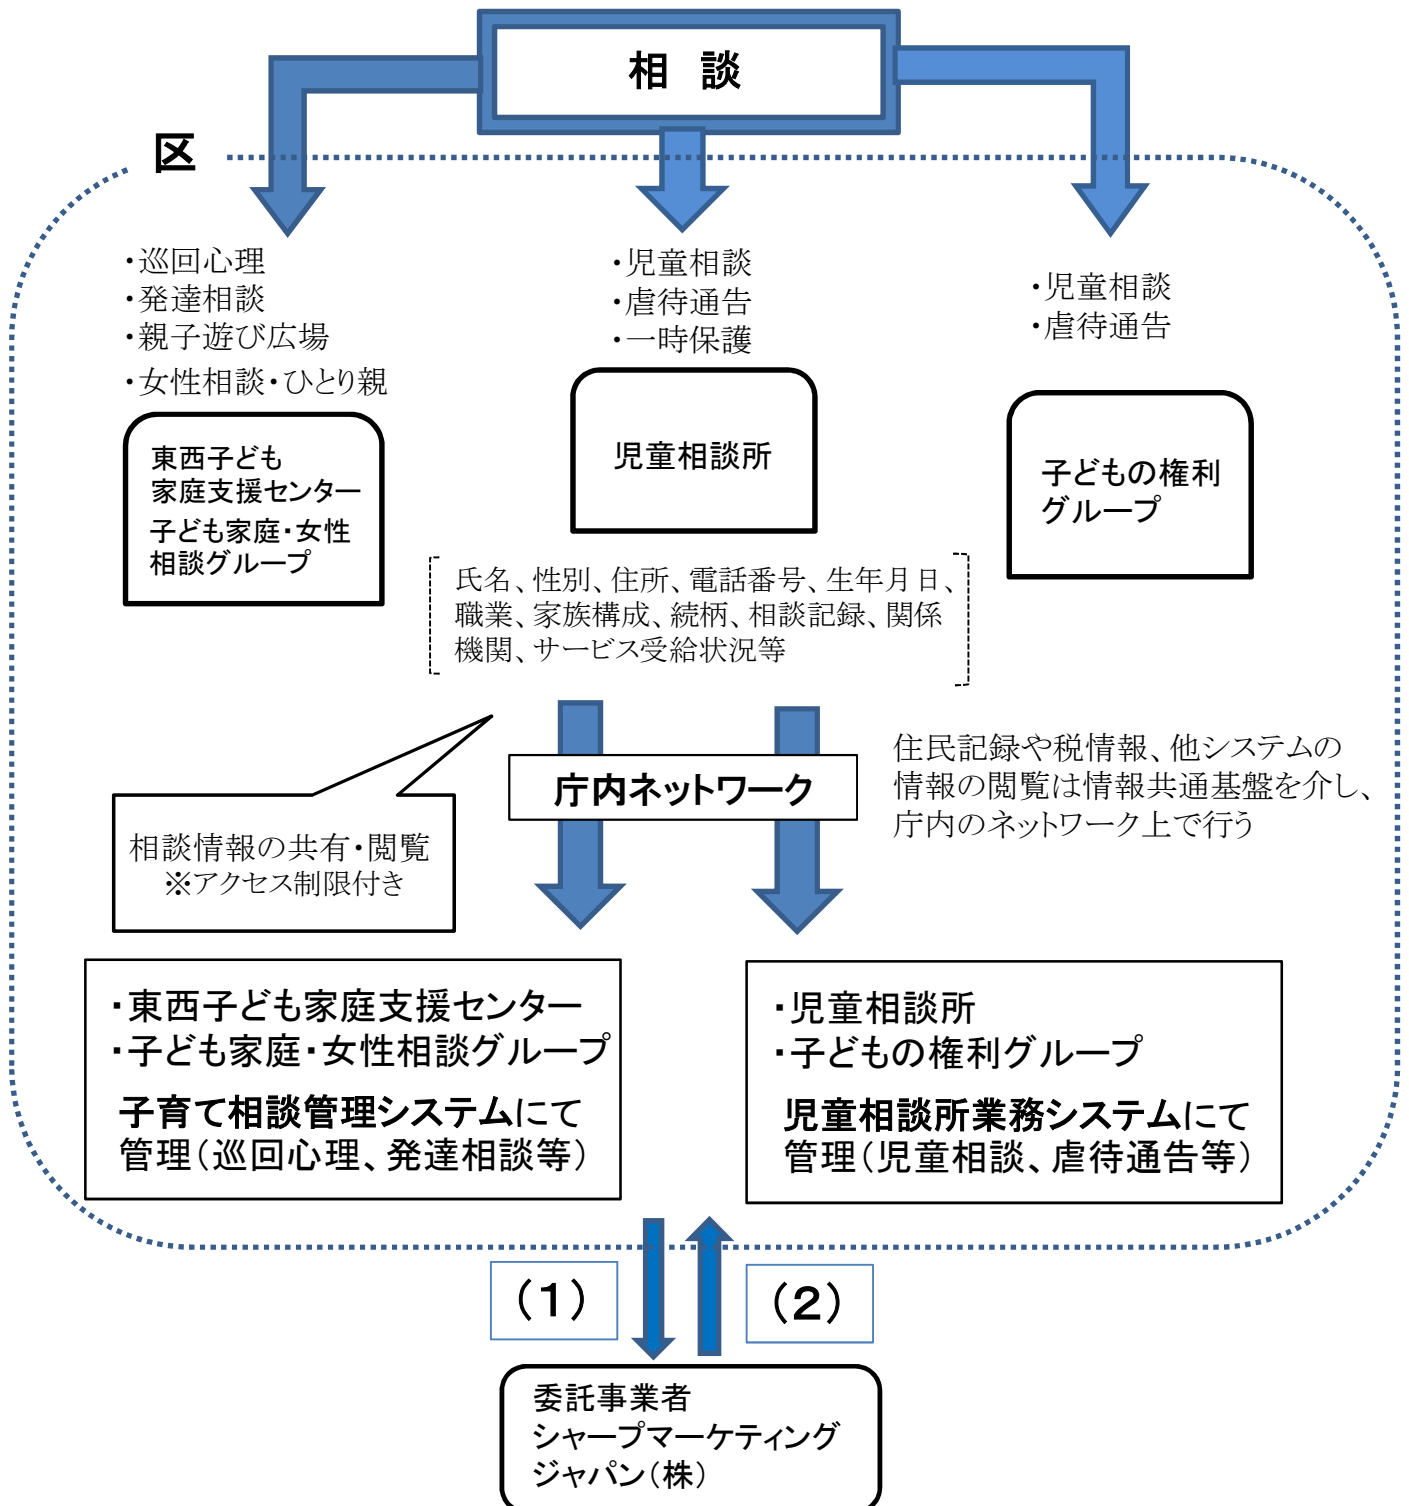 相　談
区
・巡回心理
・発達相談
・親子遊び広場
・女性相談・ひとり親
東西子ども
家庭支援センター
子ども家庭・女性
相談グループ
・児童相談
・虐待通告
・一時保護
児童相談所
・児童相談
・虐待通告
子どもの権利
グループ
氏名、性別、住所、電話番号、生年月日、
職業、家族構成、続柄、相談記録、関係
機関、サービス受給状況等
庁内ネットワーク
住民記録や税情報、他システムの
情報の閲覧は情報共通基盤を介し、
庁内のネットワーク上で行う
相談情報の共有・閲覧
※アクセス制限付き
・東西子ども家庭支援センター
・子ども家庭・女性相談グループ
子育て相談管理システムにて
管理（巡回心理、発達相談等）
・児童相談所
・子どもの権利グループ
児童相談所業務システムにて
管理（児童相談、虐待通告等）
（１）
（２）
委託事業者
シャープマーケティング
ジャパン（株）